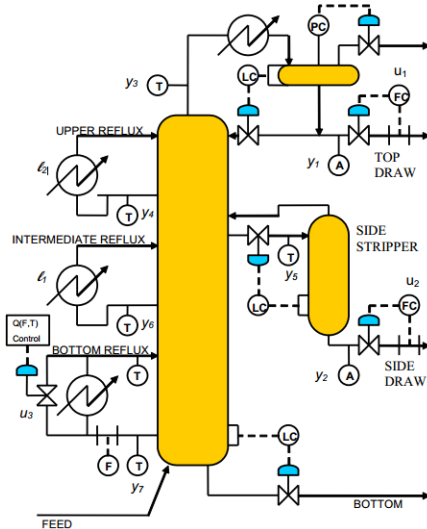 PC
u1
y3
T
LC
FC
UPPER REFLUX
y1
A
TOP
DRAW
ℓ2|
T
y4
INTERMEDIATE REFLUX
SIDE
STRIPPER
T
y5
ℓ1
u2
T
y6
LC
FC
Q(F,T)
Control
BOTTOM REFLUX
T
y2
A
SIDE
DRAW
u3
LC
F
T
y7
BOTTOM
FEED